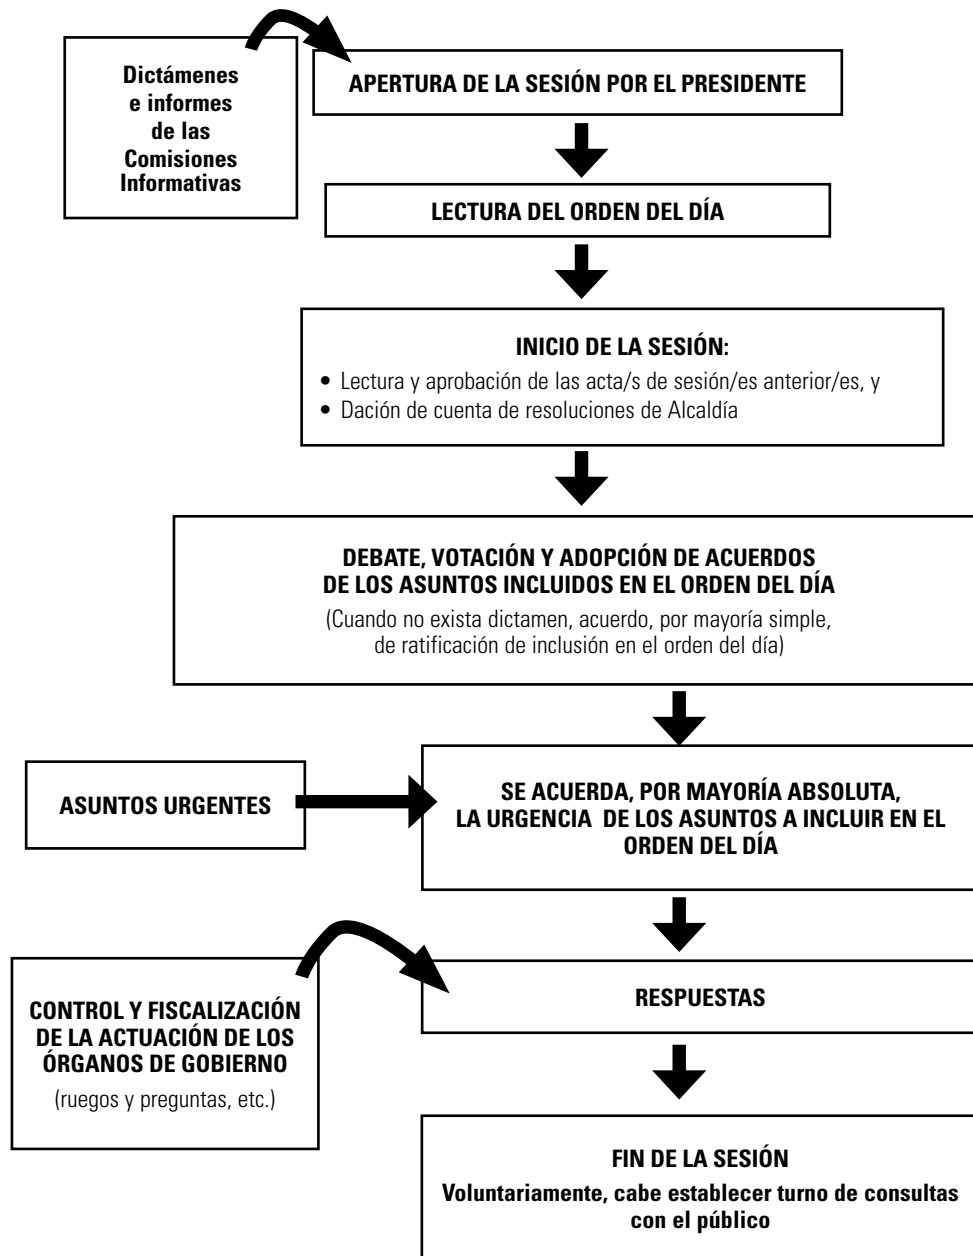 Dictámenes
e informes
de las
Comisiones
Informativas
APERTURA DE LA SESIÓN POR EL PRESIDENTE
LECTURA DEL ORDEN DEL DÍA
INICIO DE LA SESIÓN:
• Lectura y aprobación de las acta/s de sesión/es anterior/es, y
• Dación de cuenta de resoluciones de Alcaldía
DEBATE, VOTACIÓN Y ADOPCIÓN DE ACUERDOS
DE LOS ASUNTOS INCLUIDOS EN EL ORDEN DEL DÍA
(Cuando no exista dictamen, acuerdo, por mayoría simple,
de ratificación de inclusión en el orden del día)
ASUNTOS URGENTES
SE ACUERDA, POR MAYORÍA ABSOLUTA,
LA URGENCIA DE LOS ASUNTOS A INCLUIR EN EL
ORDEN DEL DÍA
CONTROL Y FISCALIZACIÓN
DE LA ACTUACIÓN DE LOS
ÓRGANOS DE GOBIERNO
(ruegos y preguntas, etc.)
RESPUESTAS
FIN DE LA SESIÓN
Voluntariamente, cabe establecer turno de consultas
con el público